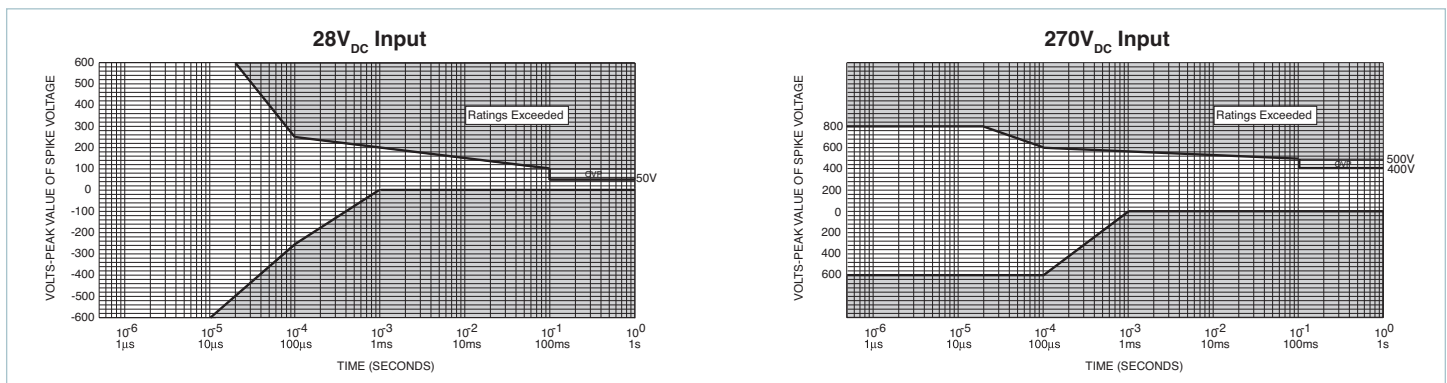 28VDC Input
VOLTS-PEAK VALUE OF SPIKE VOLTAGE
600
500
400
300
200
100
0
-100
-200
-300
-400
-500
-600
Ratings Exceeded
OVP
50V
10-6 10-5 10-4 10-3 10-2 10-1 100
1µs 10µs 100µs 1ms 10ms 100ms 1s
TIME (SECONDS)
270VDC Input
VOLTS-PEAK VALUE OF SPIKE VOLTAGE
800
600
400
200
0
200
400
600
Ratings Exceeded
OVP
500V
400V
10-6 10-5 10-4 10-3 10-2 10-1 100
1µs 10µs 100µs 1ms 10ms 100ms 1s
TIME (SECONDS)